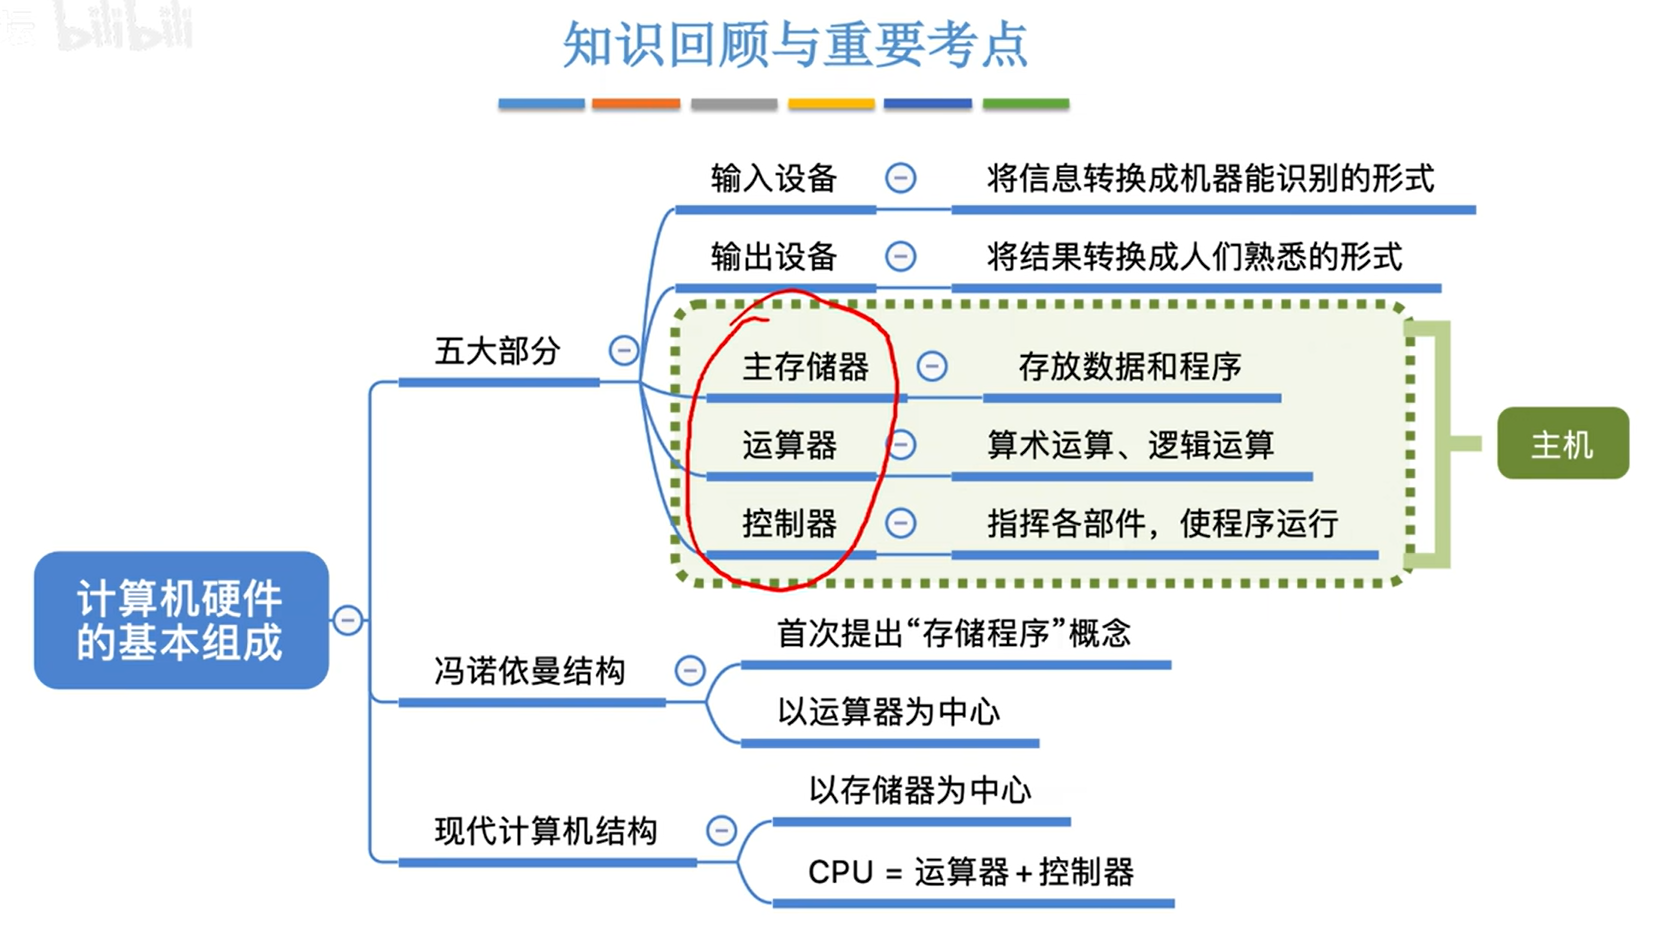 bilibili
知识回顾与重要考点
输入设备
将信息转换成机器能识别的形式
输出设备
将结果转换成人们熟悉的形式
五大部分
主存储器
存放数据和程序
运算器
算术运算、逻辑运算
控制器
指挥各部件，使程序运行
主机
计算机硬件
的基本组成
冯诺依曼结构
首次提出“存储程序”概念
以运算器为中心
现代计算机结构
以存储器为中心
CPU = 运算器+控制器